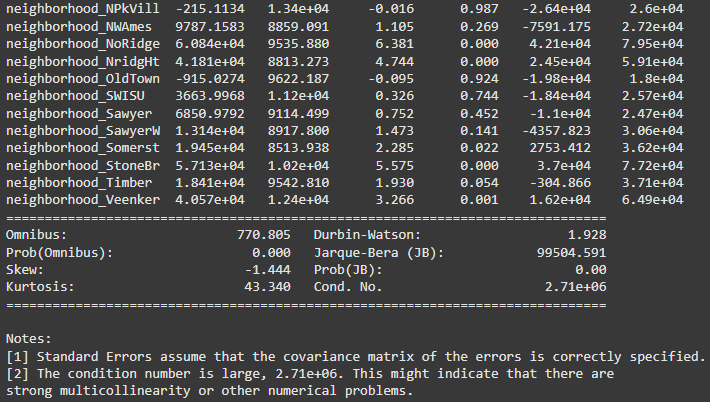 neighborhood_NPkVill  -215.1134   1.34e+04     -0.016      0.987   -2.64e+04     2.6e+04
neighborhood_NWAmes   9787.1583   8859.091      1.105      0.269   -7591.175    2.72e+04
neighborhood_NoRidge  6.084e+04   9535.880      6.381      0.000    4.21e+04    7.95e+04
neighborhood_NridgHt  4.181e+04   8813.273      4.744      0.000    2.45e+04    5.91e+04
neighborhood_OldTown  -915.0274   9622.187     -0.095      0.924   -1.98e+04     1.8e+04
neighborhood_SWISU    3663.9968   1.12e+04      0.326      0.744   -1.84e+04    2.57e+04
neighborhood_Sawyer   6850.9792   9114.499      0.752      0.452    -1.1e+04    2.47e+04
neighborhood_SawyerW  1.314e+04   8917.800      1.473      0.141   -4357.823    3.06e+04
neighborhood_Somerst  1.945e+04   8513.938      2.285      0.022    2753.412    3.62e+04
neighborhood_StoneBr  5.713e+04   1.02e+04      5.575      0.000     3.7e+04    7.72e+04
neighborhood_Timber   1.841e+04   9542.810      1.930      0.054    -304.866    3.71e+04
neighborhood_Veenker  4.057e+04   1.24e+04      3.266      0.001    1.62e+04    6.49e+04
==============================================================================
Omnibus:                      770.805   Durbin-Watson:                   1.928
Prob(Omnibus):                  0.000   Jarque-Bera (JB):            99504.591
Skew:                          -1.444   Prob(JB):                         0.00
Kurtosis:                      43.340   Cond. No.                     2.71e+06
==============================================================================
Notes:
[1] Standard Errors assume that the covariance matrix of the errors is correctly specified.
[2] The condition number is large, 2.71e+06. This might indicate that there are
strong multicollinearity or other numerical problems.